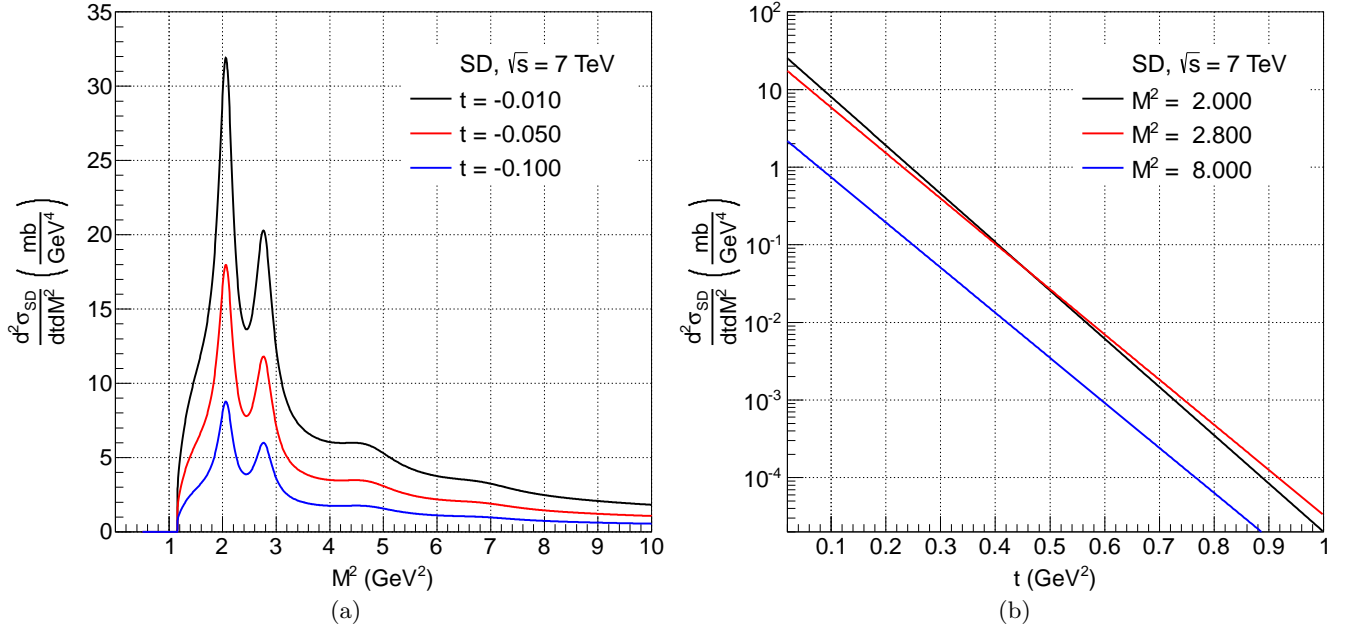 35
30
25
20
15
10
5
0
d²σ_SD / dtdM² ( mb / GeV⁴ )
SD, √s = 7 TeV
t = -0.010
t = -0.050
t = -0.100
1 2 3 4 5 6 7 8 9 10
M² (GeV²)
(a)
10²
10
1
10⁻¹
10⁻²
10⁻³
10⁻⁴
d²σ_SD / dtdM² ( mb / GeV⁴ )
SD, √s = 7 TeV
M² = 2.000
M² = 2.800
M² = 8.000
0.1 0.2 0.3 0.4 0.5 0.6 0.7 0.8 0.9 1
t (GeV²)
(b)